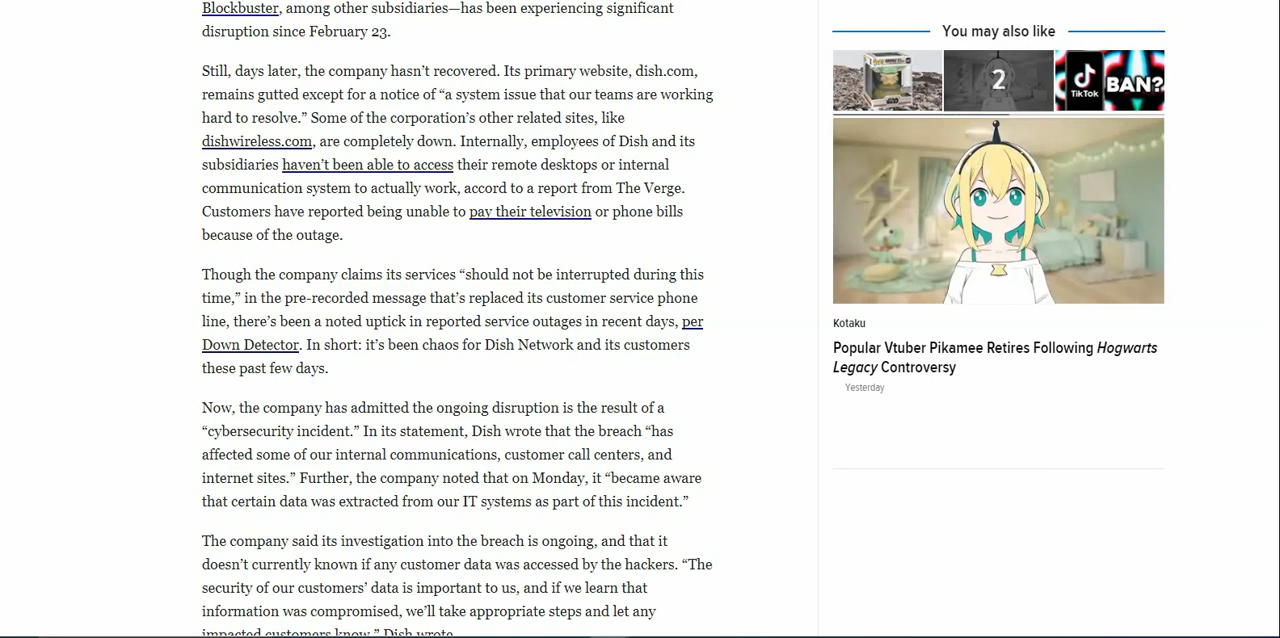 Blockbuster, among other subsidiaries—has been experiencing significant
disruption since February 23.
Still, days later, the company hasn’t recovered. Its primary website, dish.com,
remains gutted except for a notice of “a system issue that our teams are working
hard to resolve.” Some of the corporation’s other related sites, like
dishwireless.com, are completely down. Internally, employees of Dish and its
subsidiaries haven’t been able to access their remote desktops or internal
communication system to actually work, accord to a report from The Verge.
Customers have reported being unable to pay their television or phone bills
because of the outage.
Though the company claims its services “should not be interrupted during this
time,” in the pre-recorded message that’s replaced its customer service phone
line, there’s been a noted uptick in reported service outages in recent days, per
Down Detector. In short: it’s been chaos for Dish Network and its customers
these past few days.
Now, the company has admitted the ongoing disruption is the result of a
“cybersecurity incident.” In its statement, Dish wrote that the breach “has
affected some of our internal communications, customer call centers, and
internet sites.” Further, the company noted that on Monday, it “became aware
that certain data was extracted from our IT systems as part of this incident.”
The company said its investigation into the breach is ongoing, and that it
doesn’t currently know if any customer data was accessed by the hackers. “The
security of our customers’ data is important to us, and if we learn that
information was compromised, we’ll take appropriate steps and let any
impacted customers know,” Dish wrote.
You may also like
2
TikTok
BAN?
Kotaku
Popular Vtuber Pikamee Retires Following Hogwarts
Legacy Controversy
Yesterday